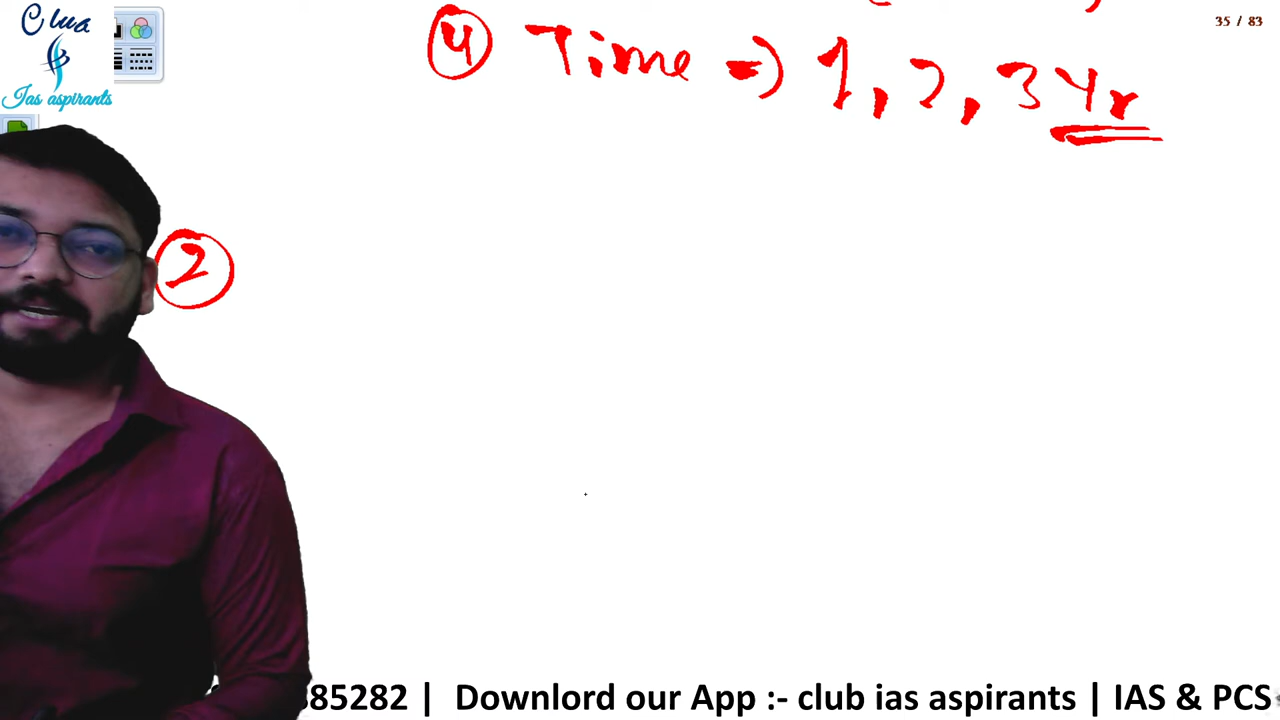 Club
Ias aspirants
35 / 83
④ Time => 1, 2, 3 Yr
②
85282 | Downlord our App :- club ias aspirants | IAS & PCS